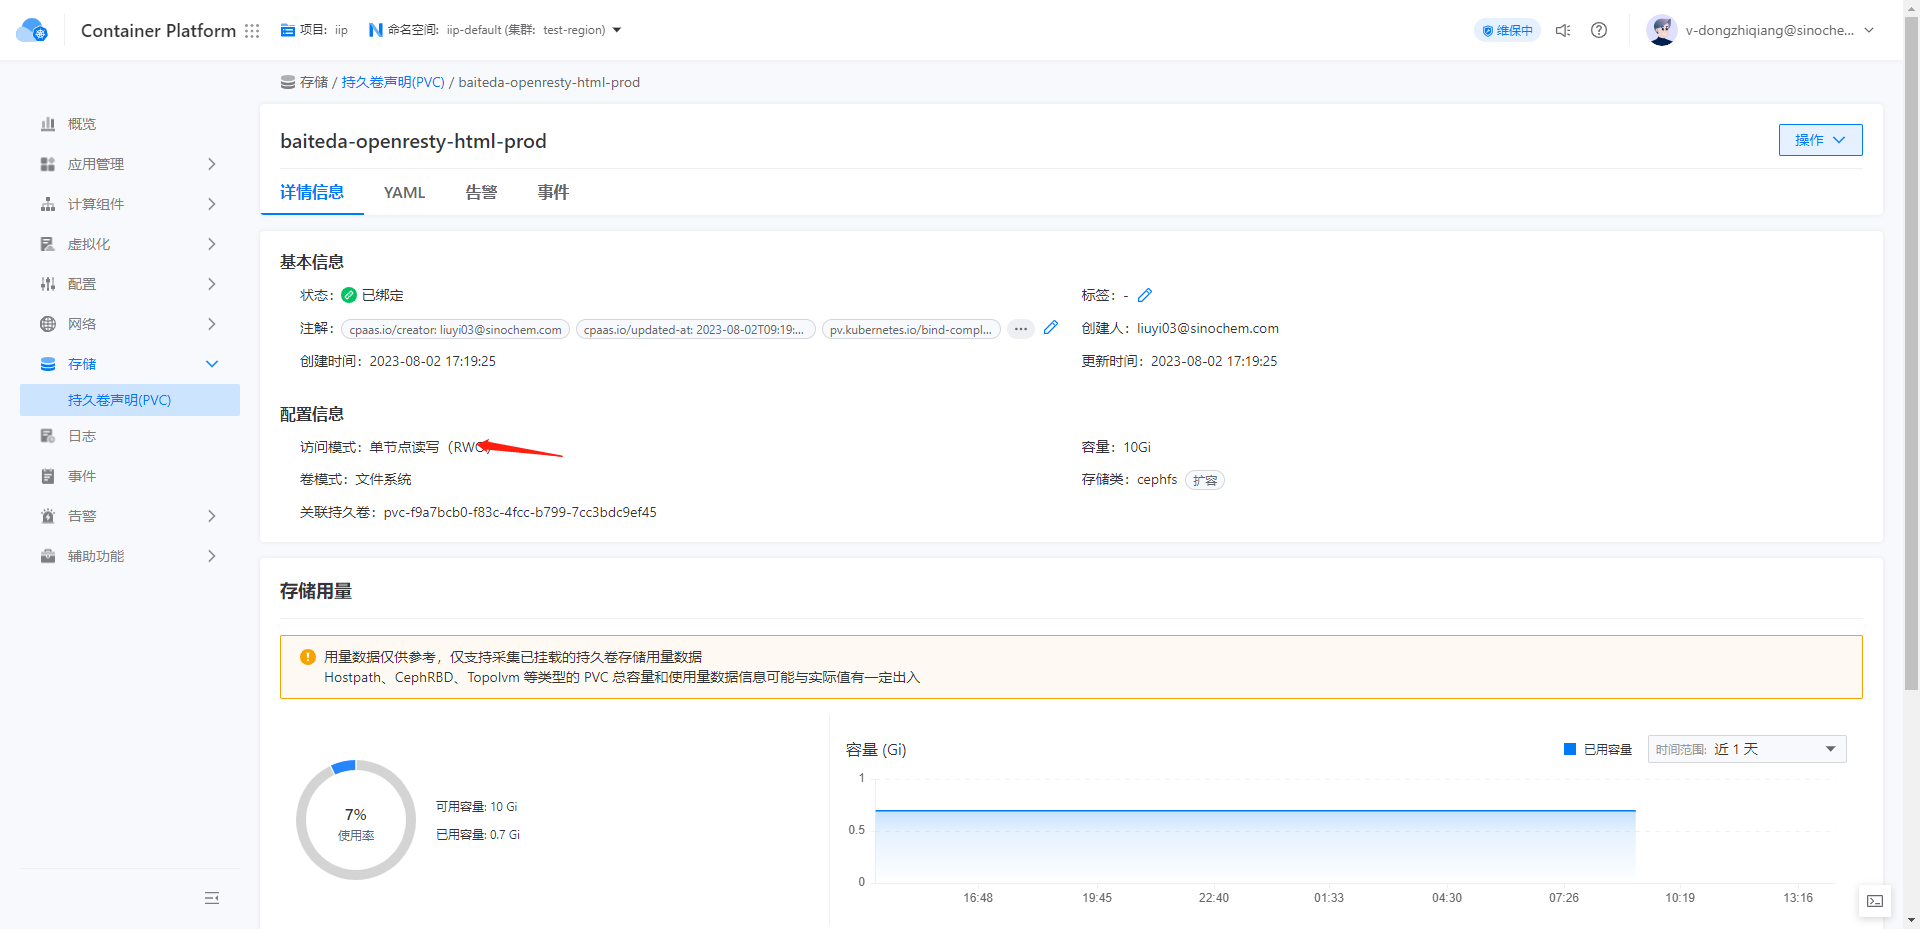 Container Platform
项目: iip
命名空间: iip-default (集群: test-region)
维保中
v-dongzhiqiang@sinoche...
存储 / 持久卷声明(PVC) / baiteda-openresty-html-prod
概览
应用管理
计算组件
虚拟化
配置
网络
存储
持久卷声明(PVC)
日志
事件
告警
辅助功能
baiteda-openresty-html-prod
操作
详情信息 YAML 告警 事件
基本信息
状态: 已绑定
标签: -
注解: cpaas.io/creator: liuyi03@sinochem.com cpaas.io/updated-at: 2023-08-02T09:19:... pv.kubernetes.io/bind-compl... ...
创建人: liuyi03@sinochem.com
创建时间: 2023-08-02 17:19:25
更新时间: 2023-08-02 17:19:25
配置信息
访问模式: 单节点读写（RWO）
容量: 10Gi
卷模式: 文件系统
存储类: cephfs 扩容
关联持久卷: pvc-f9a7bcb0-f83c-4fcc-b799-7cc3bdc9ef45
存储用量
用量数据仅供参考，仅支持采集已挂载的持久卷存储用量数据
Hostpath、CephRBD、Topolvm 等类型的 PVC 总容量和使用量数据信息可能与实际值有一定出入
7%
使用率
可用容量: 10 Gi
已用容量: 0.7 Gi
容量 (Gi)
已用容量
时间范围: 近 1 天
1
0.5
0
16:48 19:45 22:40 01:33 04:30 07:26 10:19 13:16